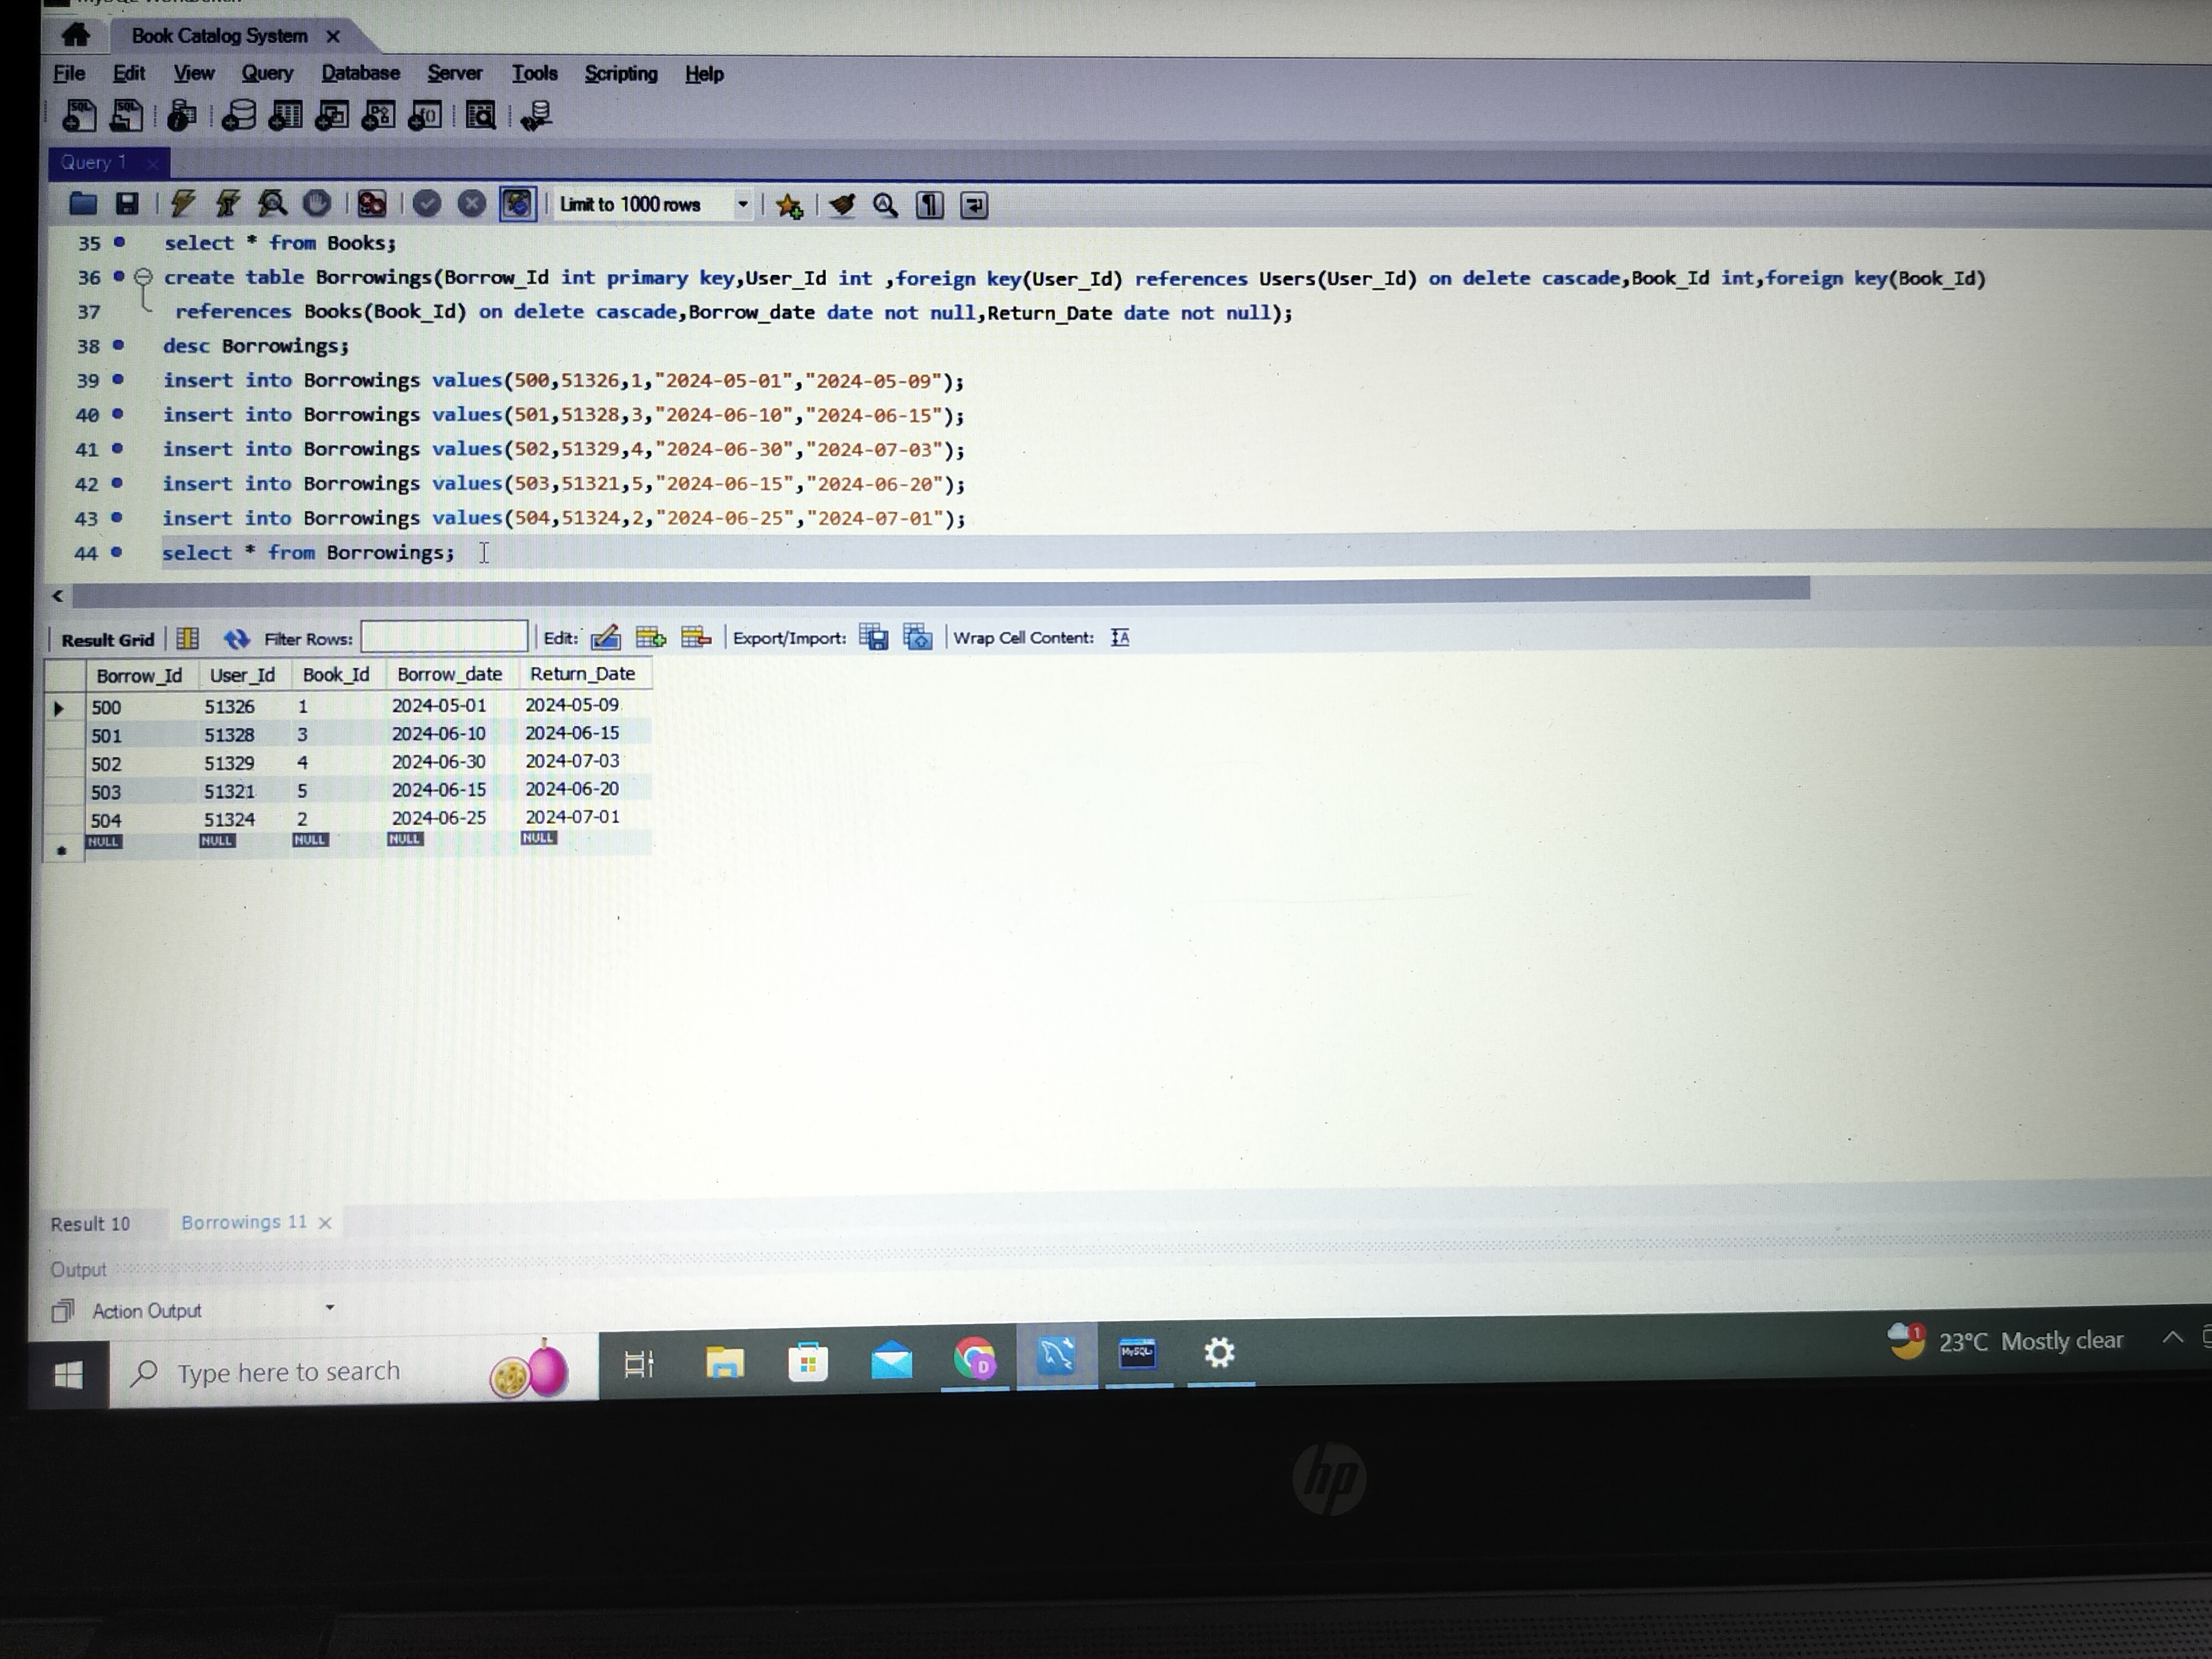 Book Catalog System
File Edit View Query Database Server Tools Scripting Help
Query 1
Limit to 1000 rows
35 select * from Books;
36 create table Borrowings(Borrow_Id int primary key,User_Id int ,foreign key(User_Id) references Users(User_Id) on delete cascade,Book_Id int,foreign key(Book_Id)
37 references Books(Book_Id) on delete cascade,Borrow_date date not null,Return_Date date not null);
38 desc Borrowings;
39 insert into Borrowings values(500,51326,1,"2024-05-01","2024-05-09");
40 insert into Borrowings values(501,51328,3,"2024-06-10","2024-06-15");
41 insert into Borrowings values(502,51329,4,"2024-06-30","2024-07-03");
42 insert into Borrowings values(503,51321,5,"2024-06-15","2024-06-20");
43 insert into Borrowings values(504,51324,2,"2024-06-25","2024-07-01");
44 select * from Borrowings;
Result Grid Filter Rows: Edit: Export/Import: Wrap Cell Content: IA
Borrow_Id User_Id Book_Id Borrow_date Return_Date
500 51326 1 2024-05-01 2024-05-09
501 51328 3 2024-06-10 2024-06-15
502 51329 4 2024-06-30 2024-07-03
503 51321 5 2024-06-15 2024-06-20
504 51324 2 2024-06-25 2024-07-01
NULL NULL NULL NULL NULL
Result 10 Borrowings 11
Output
Action Output
Type here to search
D
MySQL
1
23°C Mostly clear
hp